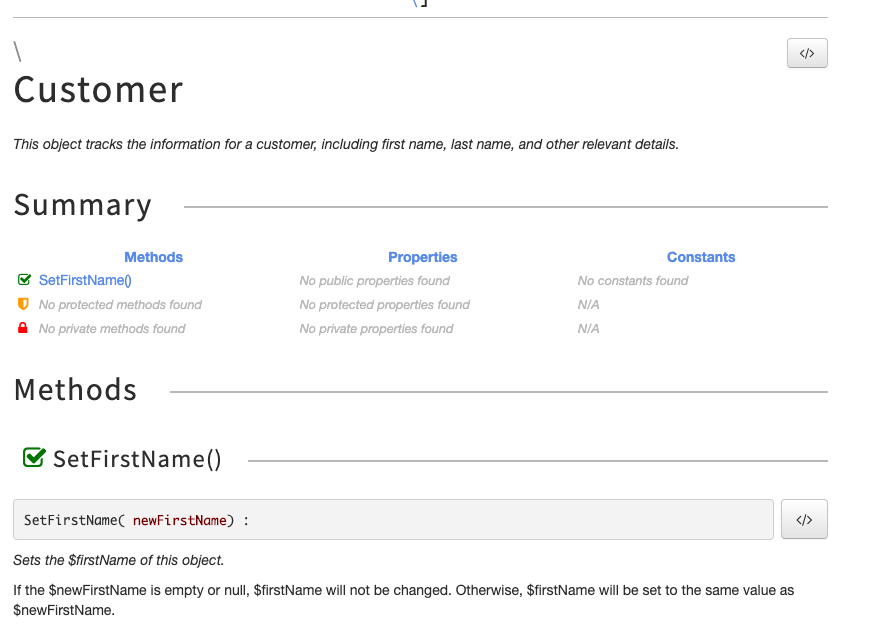 \
</>
Customer
This object tracks the information for a customer, including first name, last name, and other relevant details.
Summary
Methods Properties Constants
SetFirstName() No public properties found No constants found
No protected methods found No protected properties found N/A
No private methods found No private properties found N/A
Methods
SetFirstName()
SetFirstName( newFirstName) : </>
Sets the $firstName of this object.
If the $newFirstName is empty or null, $firstName will not be changed. Otherwise, $firstName will be set to the same value as
$newFirstName.